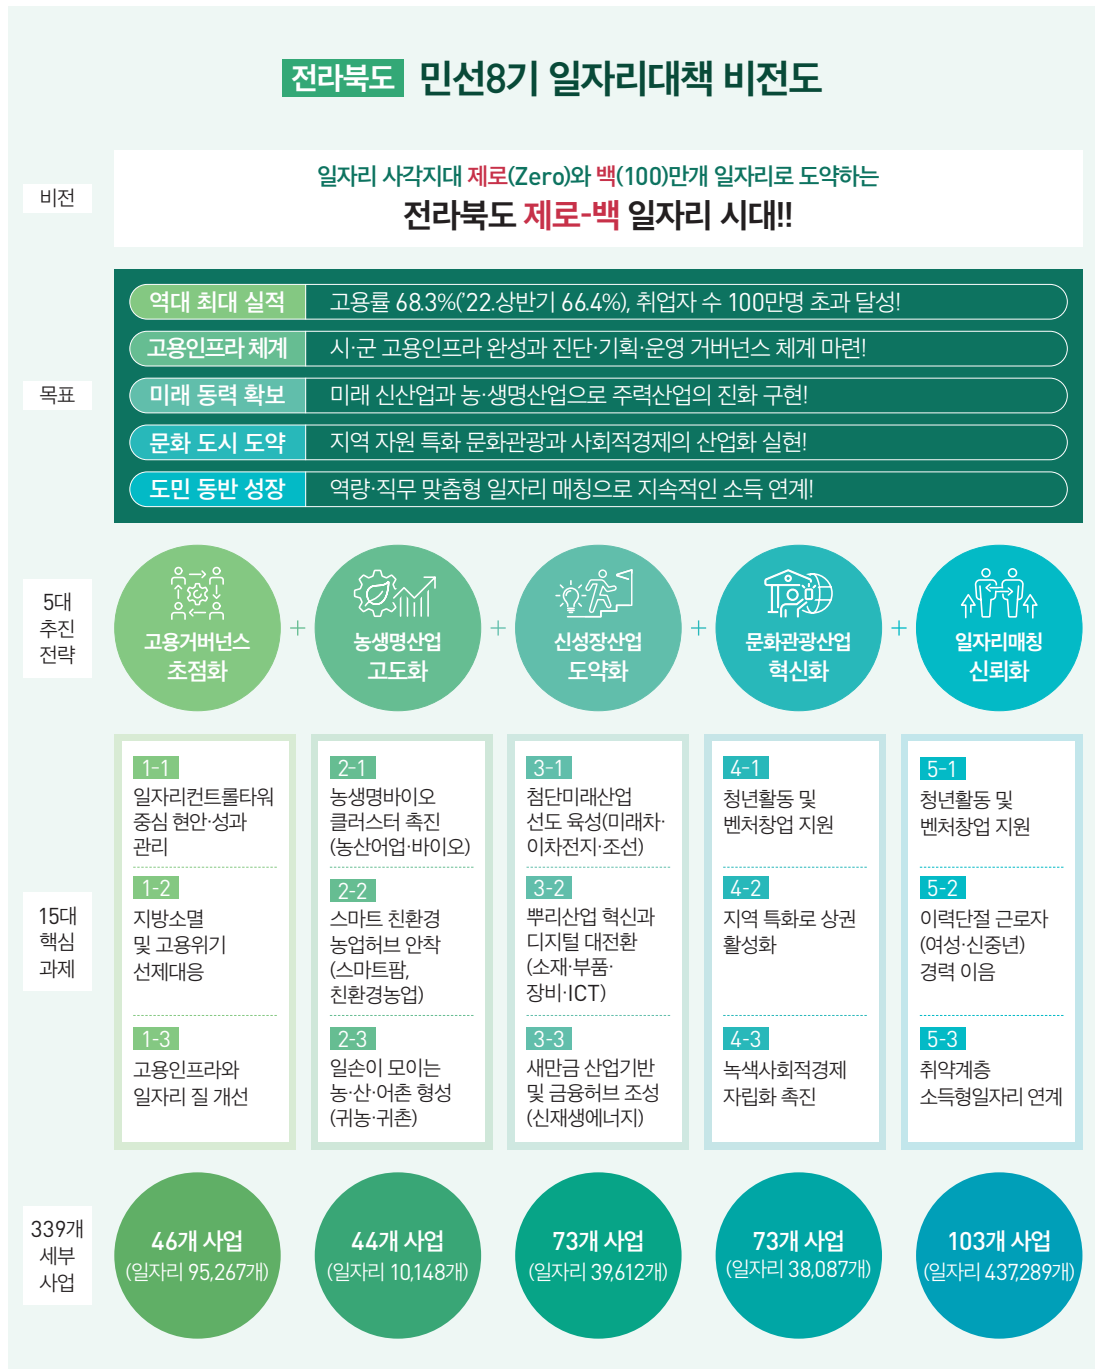 전라북도 민선8기 일자리대책 비전도
비전
일자리 사각지대 제로(Zero)와 백(100)만개 일자리로 도약하는
전라북도 제로-백 일자리 시대!!
목표
역대 최대 실적 고용률 68.3%('22.상반기 66.4%), 취업자 수 100만명 초과 달성!
고용인프라 체계 시·군 고용인프라 완성과 진단·기획·운영 거버넌스 체계 마련!
미래 동력 확보 미래 신산업과 농·생명산업으로 주력산업의 진화 구현!
문화 도시 도약 지역 자원 특화 문화관광과 사회적경제의 산업화 실현!
도민 동반 성장 역량·직무 맞춤형 일자리 매칭으로 지속적인 소득 연계!
5대
추진
전략
고용거버넌스
초점화
+
농생명산업
고도화
+
신성장산업
도약화
+
문화관광산업
혁신화
+
일자리매칭
신뢰화
15대
핵심
과제
1-1
일자리컨트롤타워
중심 현안·성과
관리
1-2
지방소멸
및 고용위기
선제대응
1-3
고용인프라와
일자리 질 개선
2-1
농생명바이오
클러스터 촉진
(농산어업·바이오)
2-2
스마트 친환경
농업허브 안착
(스마트팜,
친환경농업)
2-3
일손이 모이는
농·산·어촌 형성
(귀농·귀촌)
3-1
첨단미래산업
선도 육성(미래차·
이차전지·조선)
3-2
뿌리산업 혁신과
디지털 대전환
(소재·부품·
장비·ICT)
3-3
새만금 산업기반
및 금융허브 조성
(신재생에너지)
4-1
청년활동 및
벤처창업 지원
4-2
지역 특화로 상권
활성화
4-3
녹색사회적경제
자립화 촉진
5-1
청년활동 및
벤처창업 지원
5-2
이력단절 근로자
(여성·신중년)
경력 이음
5-3
취약계층
소득형일자리 연계
339개
세부
사업
46개 사업
(일자리 95,267개)
44개 사업
(일자리 10,148개)
73개 사업
(일자리 39,612개)
73개 사업
(일자리 38,087개)
103개 사업
(일자리 437,289개)